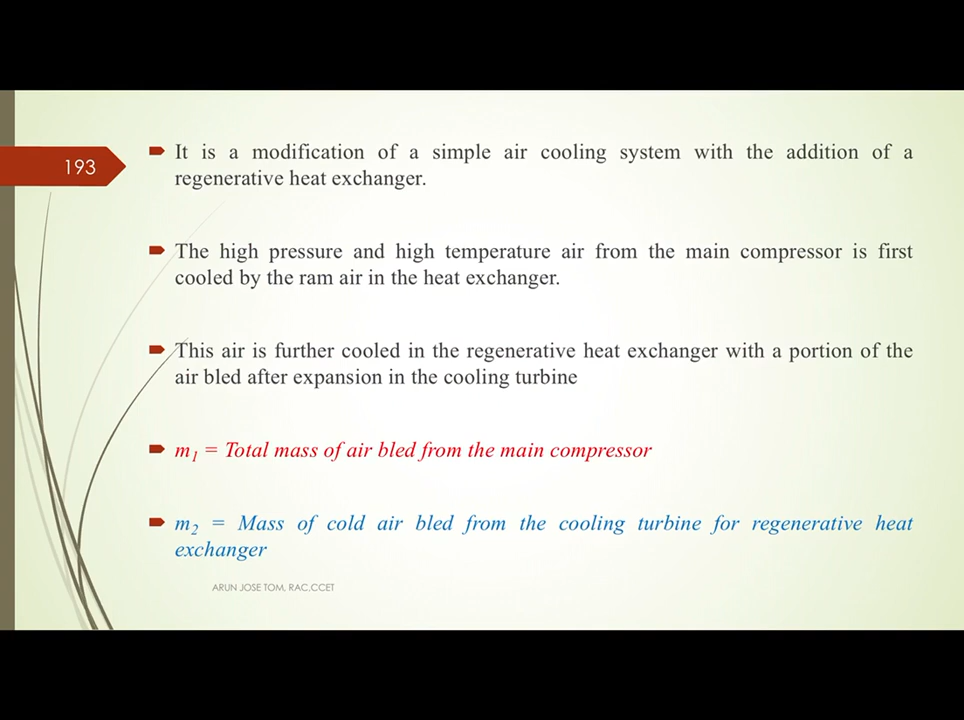 193
It is a modification of a simple air cooling system with the addition of a
regenerative heat exchanger.
The high pressure and high temperature air from the main compressor is first
cooled by the ram air in the heat exchanger.
This air is further cooled in the regenerative heat exchanger with a portion of the
air bled after expansion in the cooling turbine
m₁ = Total mass of air bled from the main compressor
m₂ = Mass of cold air bled from the cooling turbine for regenerative heat
exchanger
ARUN JOSE TOM, RAC,CCET